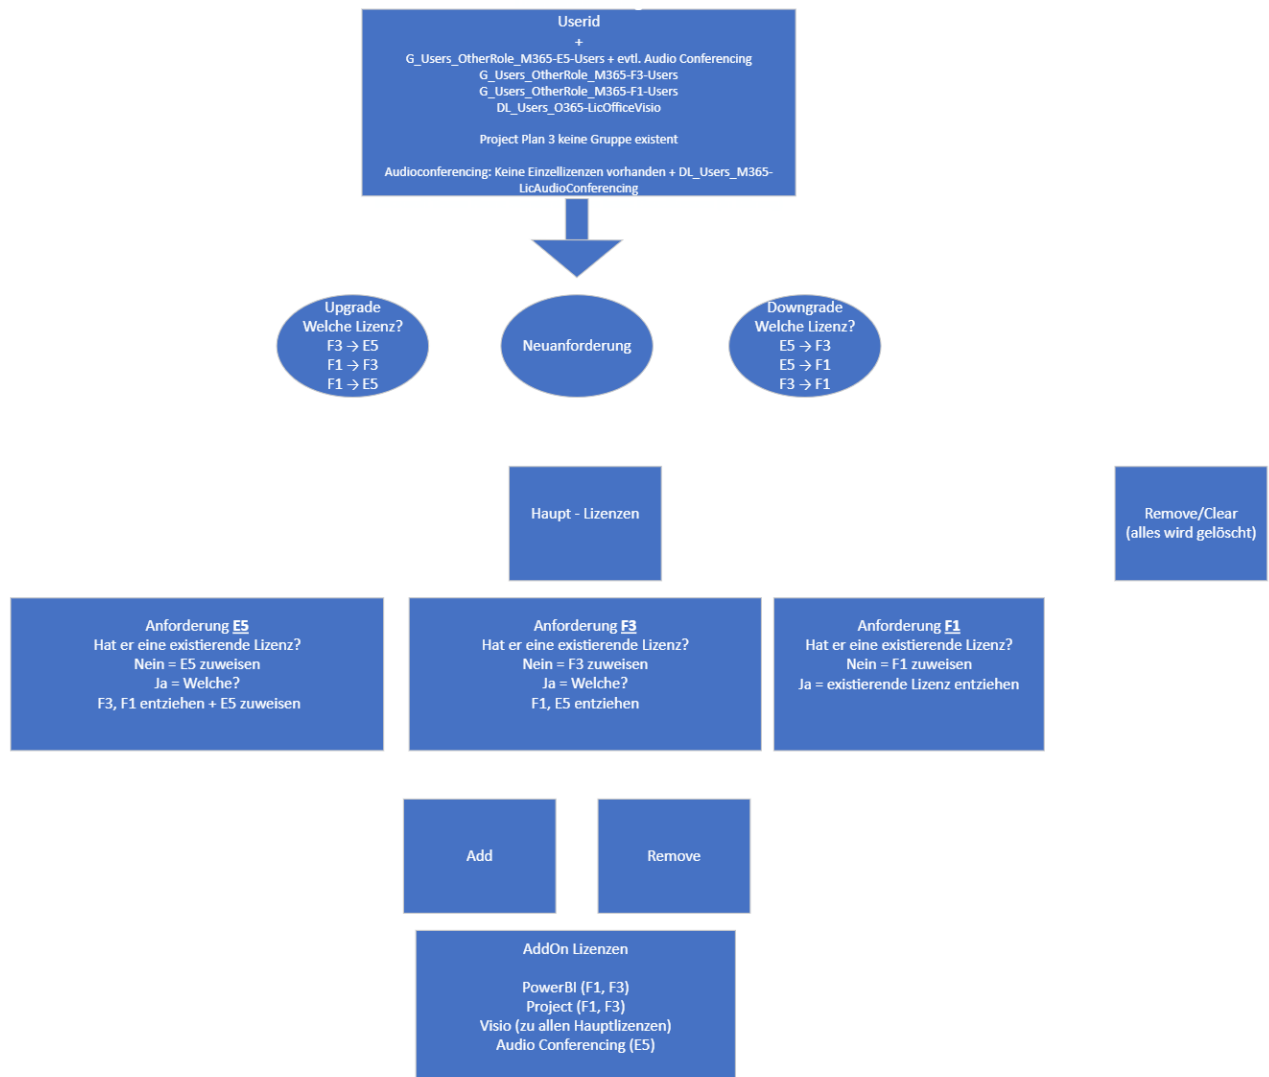 Userid
+
G_Users_OtherRole_M365-E5-Users + evtl. Audio Conferencing
G_Users_OtherRole_M365-F3-Users
G_Users_OtherRole_M365-F1-Users
DL_Users_O365-LicOfficeVisio
Project Plan 3 keine Gruppe existent
Audioconferencing: Keine Einzellizenzen vorhanden + DL_Users_M365-
LicAudioConferencing
Upgrade
Welche Lizenz?
F3 → E5
F1 → F3
F1 → E5
Neuanforderung
Downgrade
Welche Lizenz?
E5 → F3
E5 → F1
F3 → F1
Haupt - Lizenzen
Remove/Clear
(alles wird gelöscht)
Anforderung E5
Hat er eine existierende Lizenz?
Nein = E5 zuweisen
Ja = Welche?
F3, F1 entziehen + E5 zuweisen
Anforderung F3
Hat er eine existierende Lizenz?
Nein = F3 zuweisen
Ja = Welche?
F1, E5 entziehen
Anforderung F1
Hat er eine existierende Lizenz?
Nein = F1 zuweisen
Ja = existierende Lizenz entziehen
Add
Remove
AddOn Lizenzen
PowerBI (F1, F3)
Project (F1, F3)
Visio (zu allen Hauptlizenzen)
Audio Conferencing (E5)